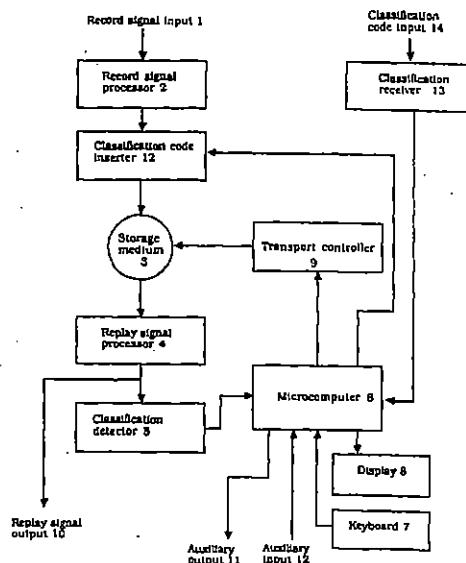 Record signal input 1
Classification
code input 14
Record signal
processor 2
Classification
receiver 13
Classification code
inserter 12
Storage
medium
3
Transport controller
9
Replay signal
processor 4
Microcomputer 6
Classification
detector 5
Display 8
Keyboard 7
Replay signal
output 10
Auxiliary
output 11
Auxiliary
input 12